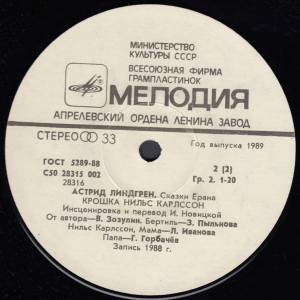 МИНИСТЕРСТВО
КУЛЬТУРЫ СССР
ВСЕСОЮЗНАЯ ФИРМА
ГРАМПЛАСТИНОК
МЕЛОДИЯ
АПРЕЛЕВСКИЙ ОРДЕНА ЛЕНИНА ЗАВОД
СТЕРЕО 33
Год выпуска 1989
ГОСТ 5289-88
2 (2)
С50 28315 002
Гр. 2. 1-20
28316
АСТРИД ЛИНДГРЕН. Сказки Ерана
КРОШКА НИЛЬС КАРЛССОН
Инсценировка и перевод И. Новицкой
От автора—В. Зозулин. Бертиль—З. Пыльнова
Нильс Карлссон, Мама—Л. Иванова
Папа—Г. Горбачёв
Запись 1988 г.